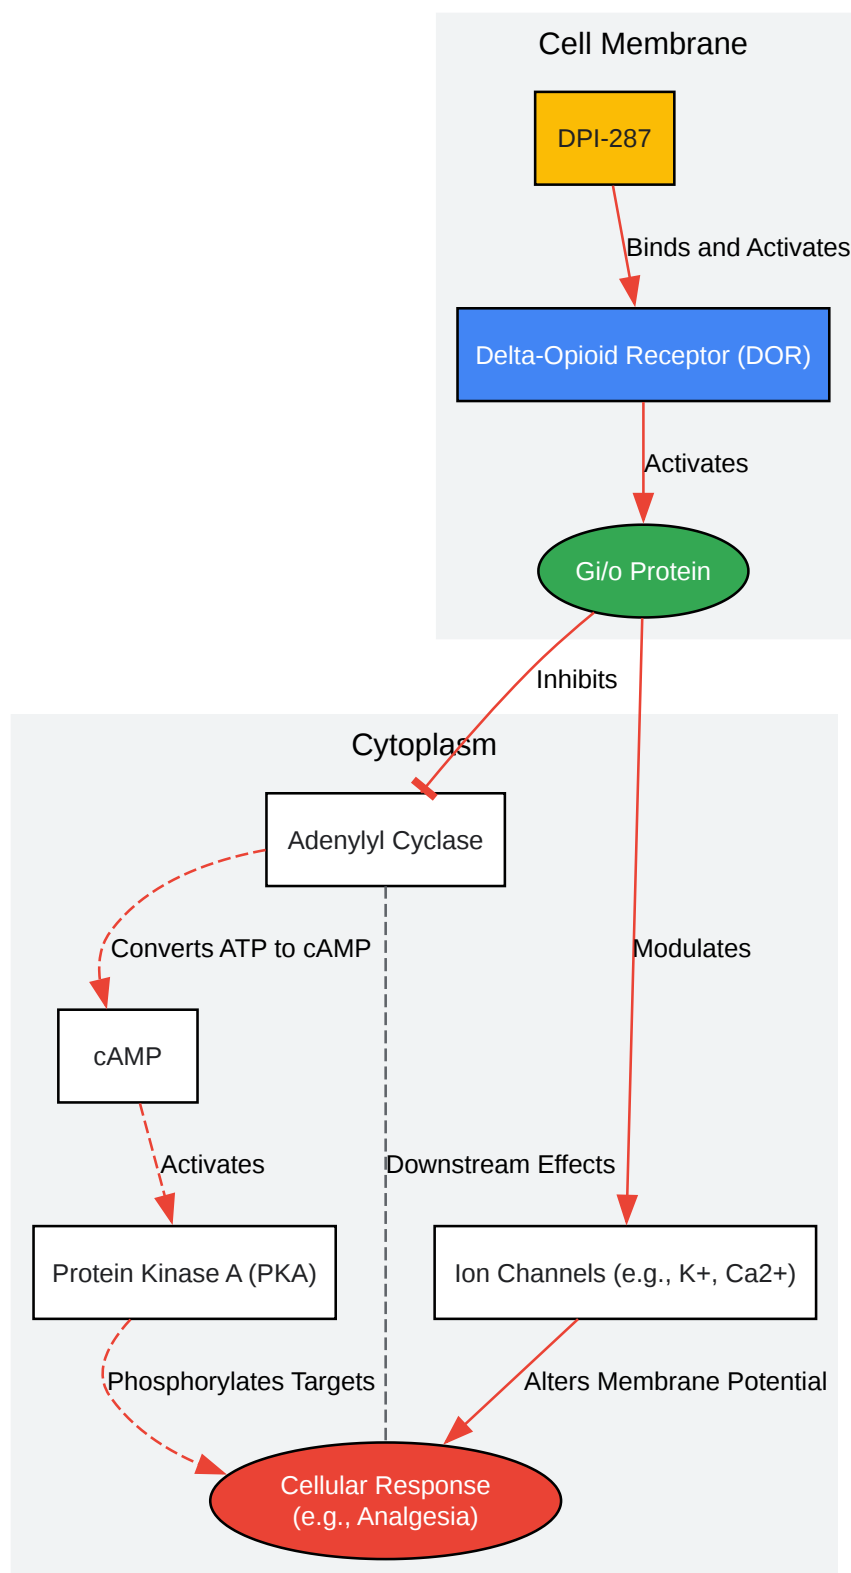 Cell Membrane
DPI-287
Binds and Activates
Delta-Opioid Receptor (DOR)
Activates
Gi/o Protein
Inhibits
Cytoplasm
Adenylyl Cyclase
Converts ATP to cAMP
Modulates
cAMP
Activates
Downstream Effects
Protein Kinase A (PKA)
Ion Channels (e.g., K+, Ca2+)
Phosphorylates Targets
Alters Membrane Potential
Cellular Response
(e.g., Analgesia)